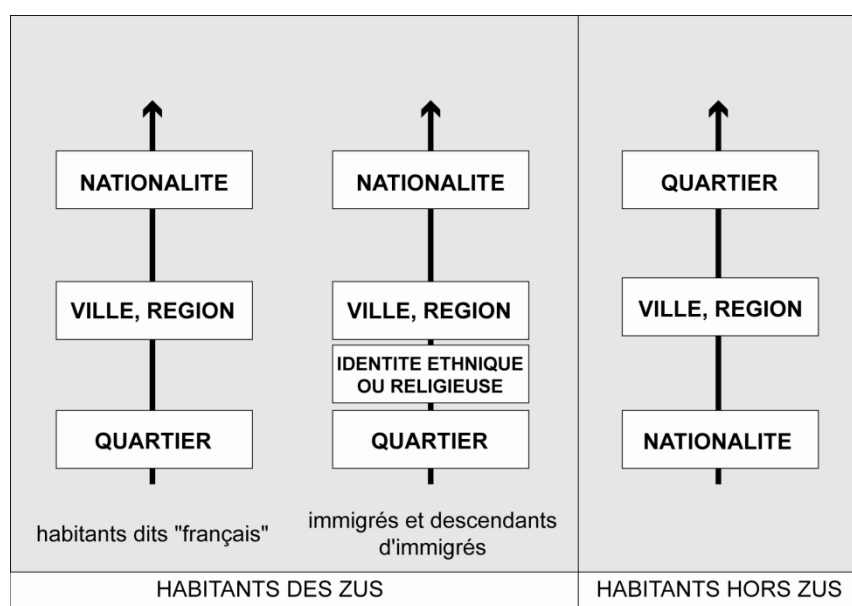 NATIONALITE
VILLE, REGION
QUARTIER
habitants dits "français"
NATIONALITE
VILLE, REGION
IDENTITE ETHNIQUE
OU RELIGIEUSE
QUARTIER
immigrés et descendants
d'immigrés
HABITANTS DES ZUS
QUARTIER
VILLE, REGION
NATIONALITE
HABITANTS HORS ZUS